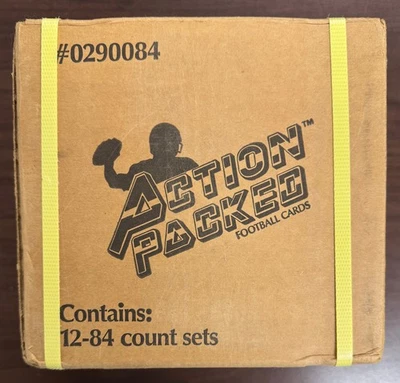 #0290084
ACTION™
PACKED
FOOTBALL CARDS
Contains:
12-84 count sets